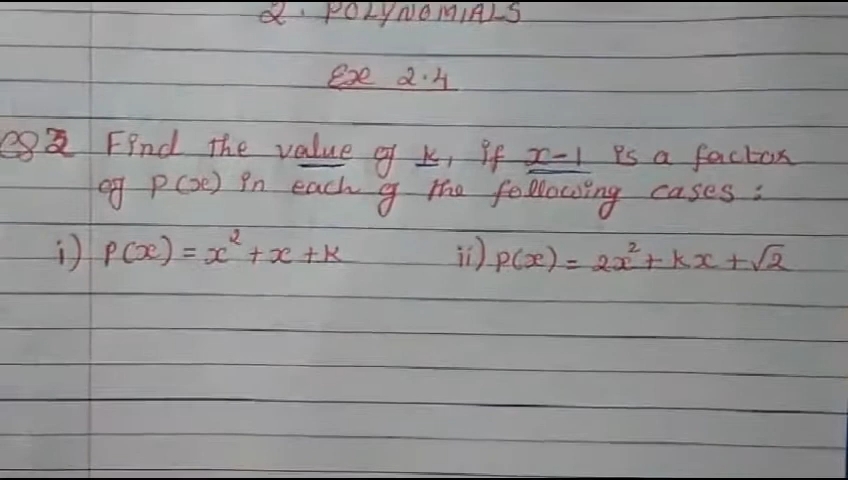 2. POLYNOMIALS
Ex 2.4
Q3 Find the value of k, if x-1 is a factor
of P(x) in each of the following cases:
i) P(x) = x² + x + k ii) P(x) = 2x² + kx + √2